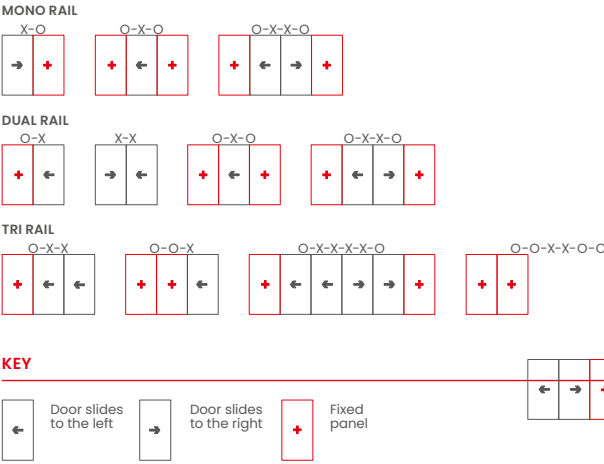 MONO RAIL
X-O O-X-O O-X-X-O
DUAL RAIL
O-X X-X O-X-O O-X-X-O
TRI RAIL
O-X-X O-O-X O-X-X-X-X-O O-O-X-X-O-O
KEY
Door slides to the left
Door slides to the right
Fixed panel